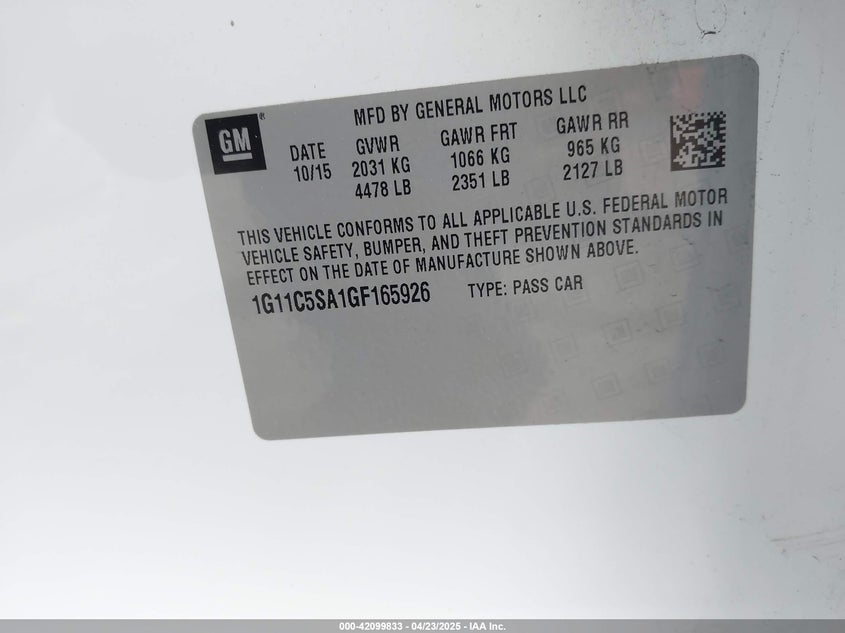 MFD BY GENERAL MOTORS LLC
GM®
DATE GVWR GAWR FRT GAWR RR
10/15 2031 KG 1066 KG 965 KG
4478 LB 2351 LB 2127 LB
THIS VEHICLE CONFORMS TO ALL APPLICABLE U.S. FEDERAL MOTOR
VEHICLE SAFETY, BUMPER, AND THEFT PREVENTION STANDARDS IN
EFFECT ON THE DATE OF MANUFACTURE SHOWN ABOVE.
1G11C5SA1GF165926 TYPE: PASS CAR
000-42099833 - 04/23/2025 - IAA Inc.